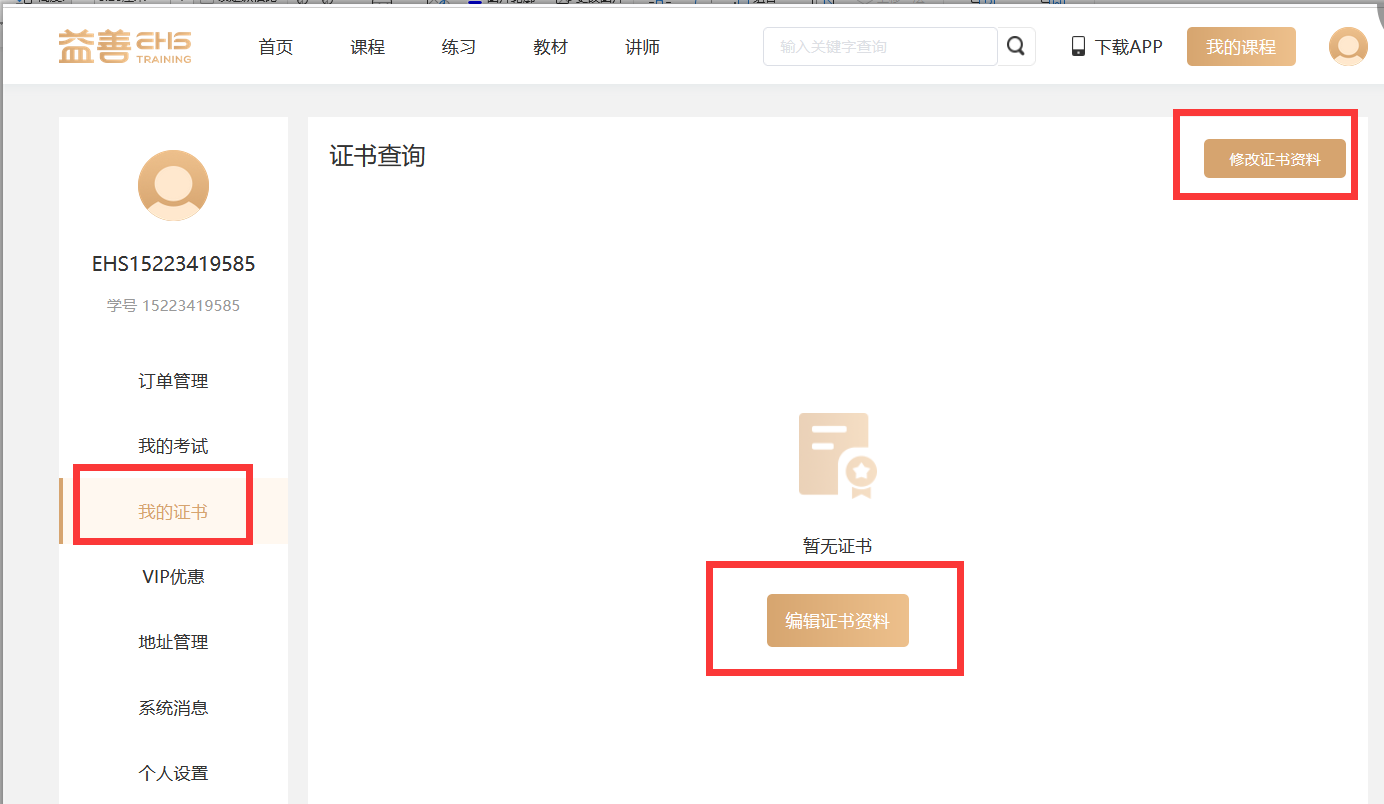 益善 EHS TRAINING
首页 课程 练习 教材 讲师 输入关键字查询 下载APP 我的课程
证书查询
修改证书资料
EHS15223419585
学号 15223419585
订单管理
我的考试
我的证书
VIP优惠
地址管理
系统消息
个人设置
暂无证书
编辑证书资料